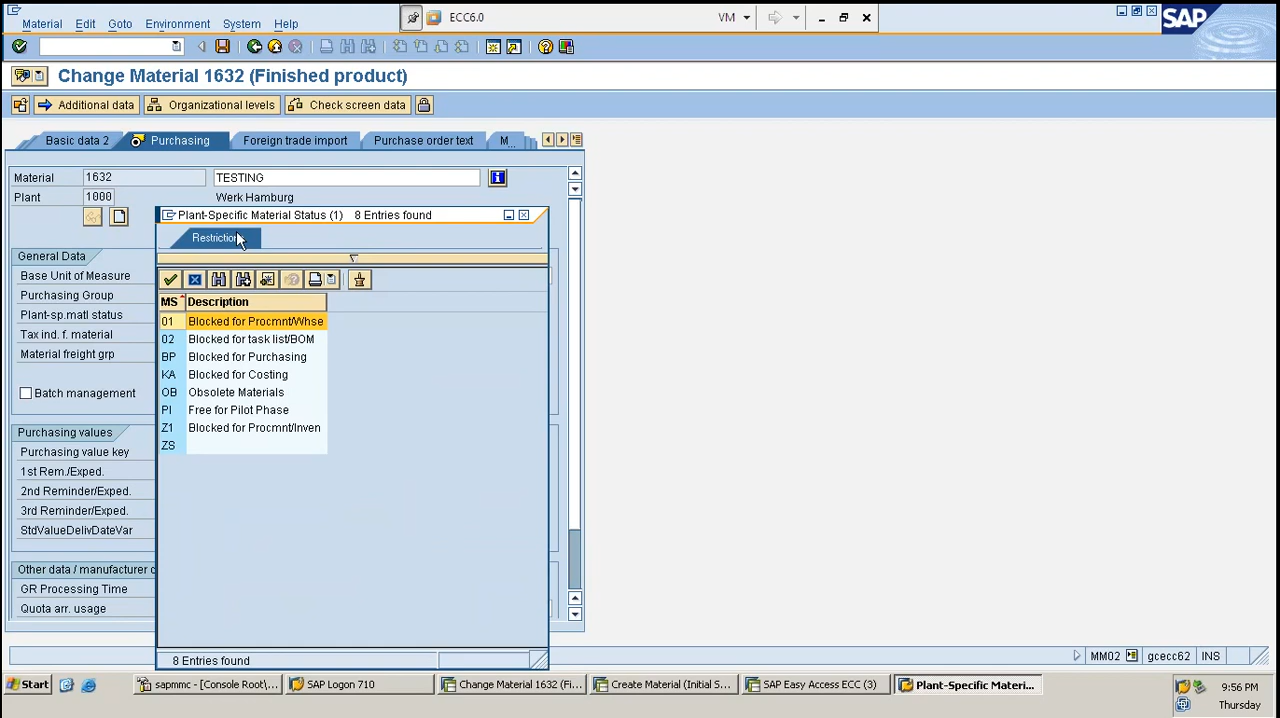 Material Edit Goto Environment System Help
ECC6.0
VM
SAP
Change Material 1632 (Finished product)
Additional data
Organizational levels
Check screen data
Basic data 2
Purchasing
Foreign trade import
Purchase order text
M...
Material 1632 TESTING
Plant 1000 Werk Hamburg
Plant-Specific Material Status (1) 8 Entries found
Restrictions
General Data
Base Unit of Measure
Purchasing Group
Plant-sp.matl status
Tax ind. f. material
Material freight grp
Batch management
Purchasing values
Purchasing value key
1st Rem./Exped.
2nd Reminder/Exped.
3rd Reminder/Exped.
StdValueDelivDateVar
Other data / manufacturer d
GR Processing Time
Quota arr. usage
MS Description
01 Blocked for Procmnt/Whse
02 Blocked for task list/BOM
BP Blocked for Purchasing
KA Blocked for Costing
OB Obsolete Materials
PI Free for Pilot Phase
Z1 Blocked for Procmnt/Inven
ZS
8 Entries found
MM02 gcecc62 INS
Start
sapmmc - [Console Root\...
SAP Logon 710
Change Material 1632 (Fi...
Create Material (Initial S...
SAP Easy Access ECC (3)
Plant-Specific Materi...
9:56 PM
Thursday